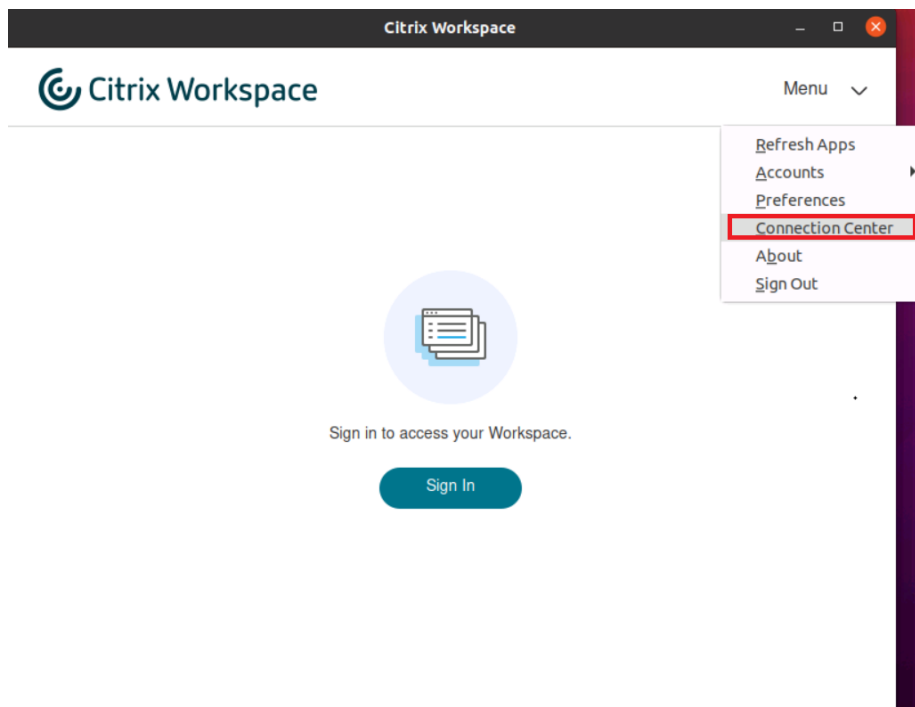 Citrix Workspace
Citrix Workspace
Menu
Refresh Apps
Accounts
Preferences
Connection Center
About
Sign Out
Sign in to access your Workspace.
Sign In